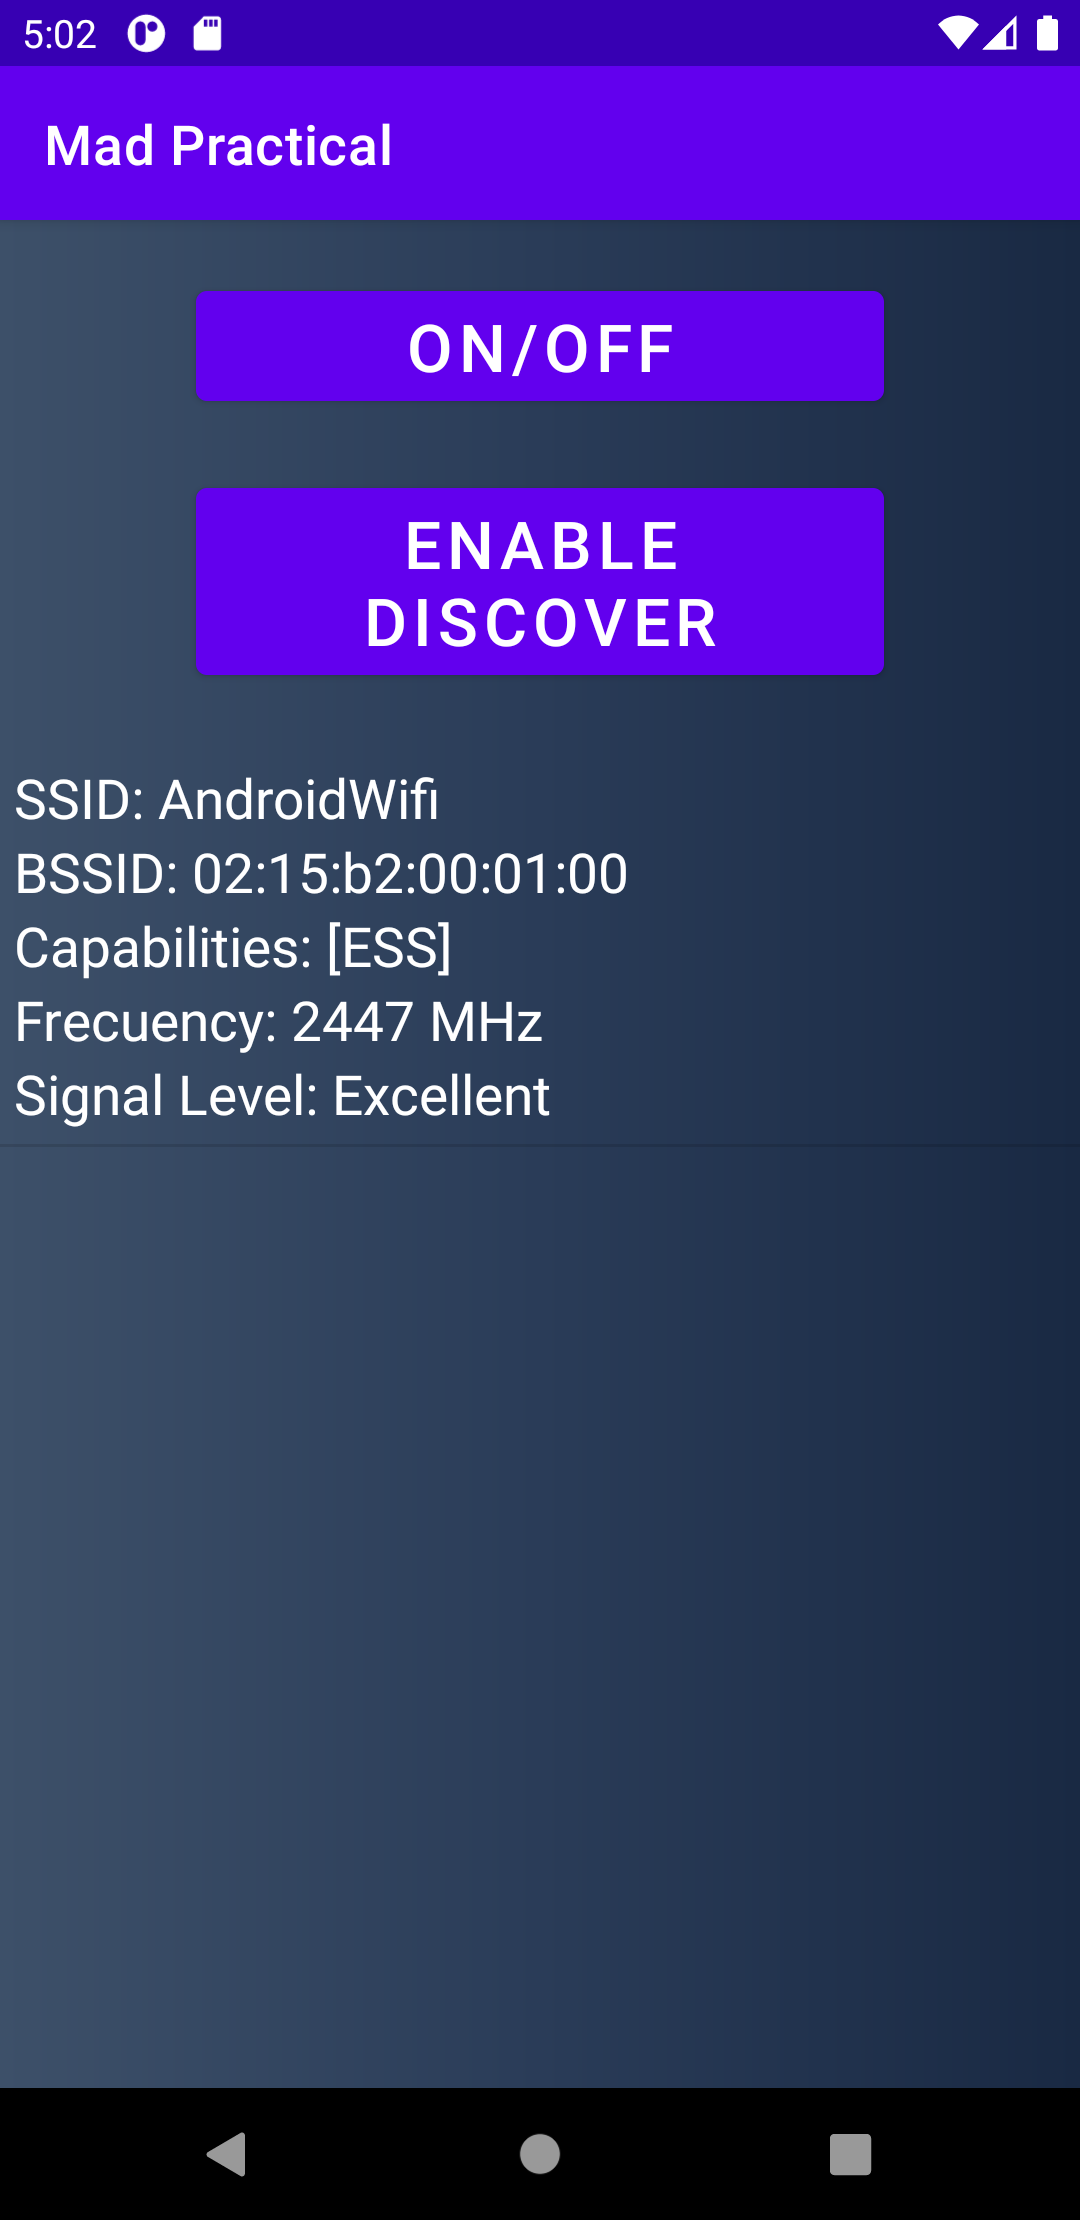 5:02
Mad Practical
ON/OFF
ENABLE
DISCOVER
SSID: AndroidWifi
BSSID: 02:15:b2:00:01:00
Capabilities: [ESS]
Frecuency: 2447 MHz
Signal Level: Excellent